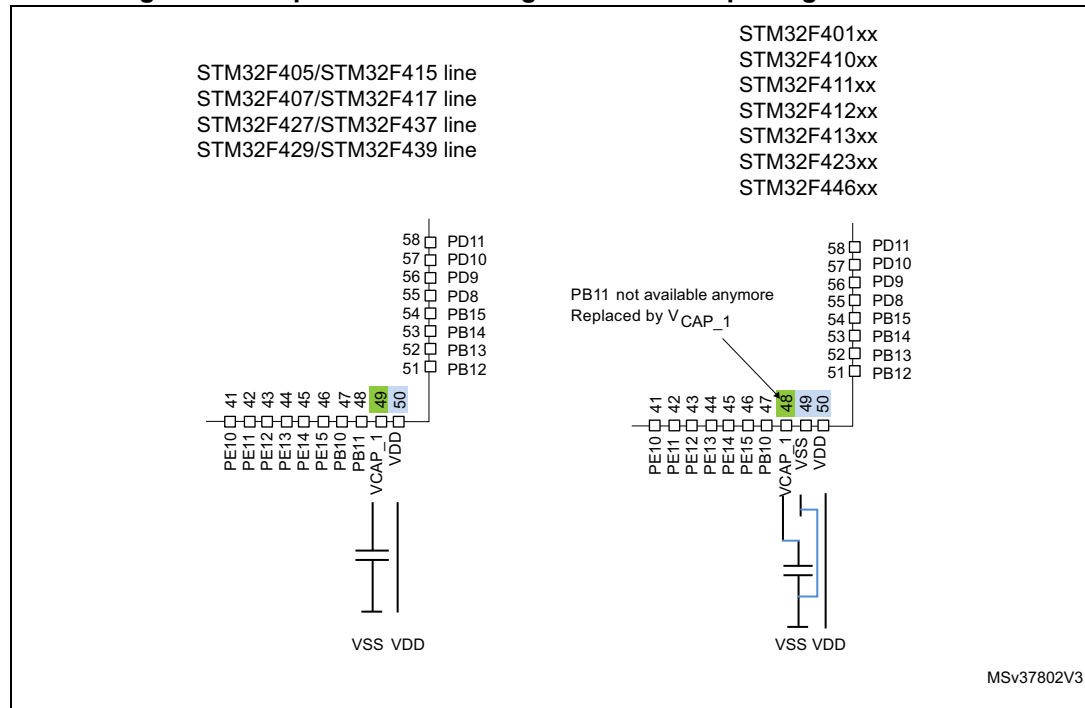 STM32F405/STM32F415 line
STM32F407/STM32F417 line
STM32F427/STM32F437 line
STM32F429/STM32F439 line
58 PD11
57 PD10
56 PD9
55 PD8
54 PB15
53 PB14
52 PB13
51 PB12
41 42 43 44 45 46 47 48 49 50
PE10 PE11 PE12 PE13 PE14 PE15 PB10 PB11 VCAP_1 VDD
VSS VDD
STM32F401xx
STM32F410xx
STM32F411xx
STM32F412xx
STM32F413xx
STM32F423xx
STM32F446xx
PB11 not available anymore
Replaced by VCAP_1
58 PD11
57 PD10
56 PD9
55 PD8
54 PB15
53 PB14
52 PB13
51 PB12
41 42 43 44 45 46 47 48 49 50
PE10 PE11 PE12 PE13 PE14 PE15 PB10 VCAP_1 VSS VDD
VSS VDD
MSv37802V3